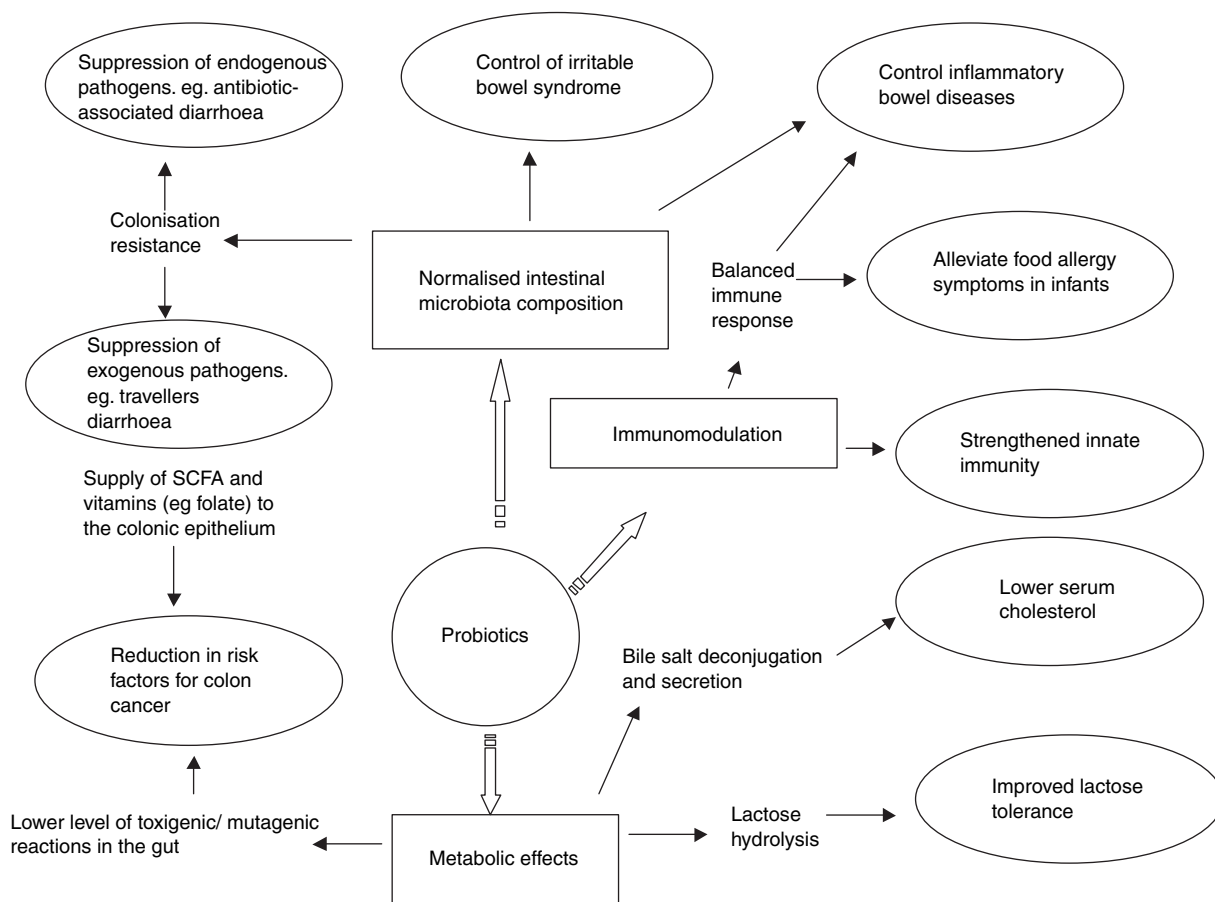 Suppression of endogenous
pathogens. eg. antibiotic-
associated diarrhoea
Control of irritable
bowel syndrome
Control inflammatory
bowel diseases
Colonisation
resistance
Normalised intestinal
microbiota composition
Balanced
immune
response
Alleviate food allergy
symptoms in infants
Suppression of
exogenous pathogens.
eg. travellers
diarrhoea
Immunomodulation
Strengthened innate
immunity
Supply of SCFA and
vitamins (eg folate) to
the colonic epithelium
Probiotics
Lower serum
cholesterol
Reduction in risk
factors for colon
cancer
Bile salt deconjugation
and secretion
Improved lactose
tolerance
Lower level of toxigenic/ mutagenic
reactions in the gut
Metabolic effects
Lactose
hydrolysis